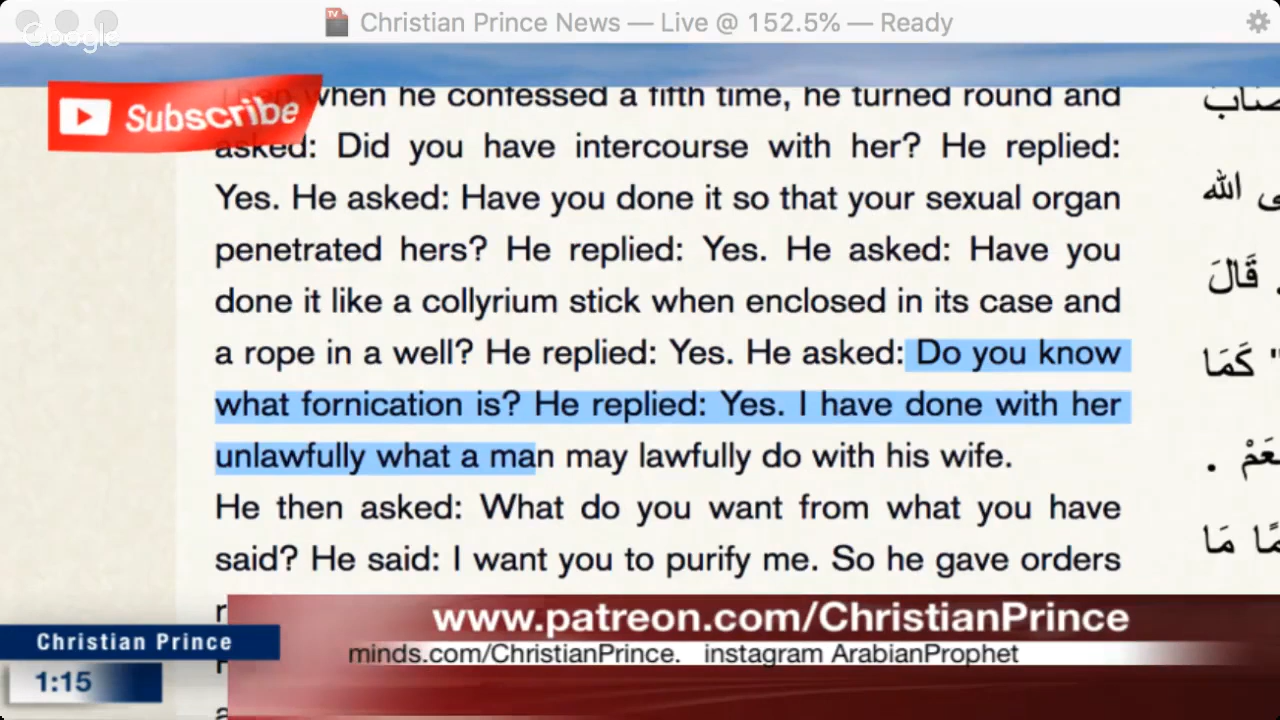 Christian Prince News — Live @ 152.5% — Ready
Google
Subscribe
Then when he confessed a fifth time, he turned round and
asked: Did you have intercourse with her? He replied:
Yes. He asked: Have you done it so that your sexual organ
penetrated hers? He replied: Yes. He asked: Have you
done it like a collyrium stick when enclosed in its case and
a rope in a well? He replied: Yes. He asked: Do you know
what fornication is? He replied: Yes. I have done with her
unlawfully what a man may lawfully do with his wife.
He then asked: What do you want from what you have
said? He said: I want you to purify me. So he gave orders
الله
قَالَ
" كَمَا
مَا
www.patreon.com/ChristianPrince
minds.com/ChristianPrince. instagram ArabianProphet
Christian Prince
1:15